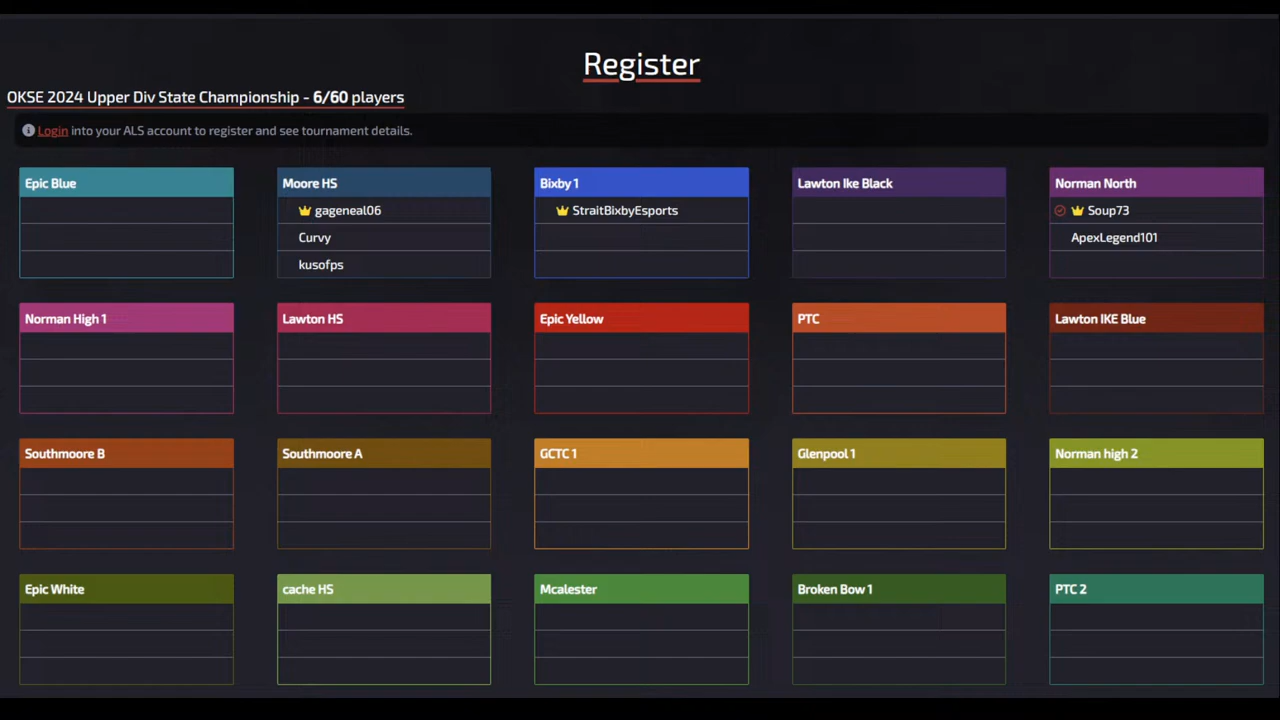 Register
OKSE 2024 Upper Div State Championship - 6/60 players
Login into your ALS account to register and see tournament details.
Epic Blue
Moore HS
gageneal06
Curvy
kusofps
Bixby 1
StraitBixbyEsports
Lawton Ike Black
Norman North
Soup73
ApexLegend101
Norman High 1
Lawton HS
Epic Yellow
PTC
Lawton IKE Blue
Southmoore B
Southmoore A
GCTC 1
Glenpool 1
Norman high 2
Epic White
cache HS
Mcalester
Broken Bow 1
PTC 2